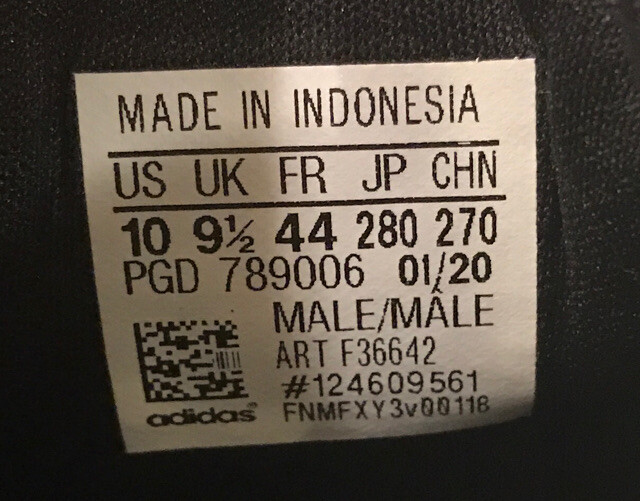 MADE IN INDONESIA
US UK FR JP CHN
10 9½ 44 280 270
PGD 789006 01/20
MALE/MÂLE
ART F36642
#124609561
adidas FNMFXY3v00118